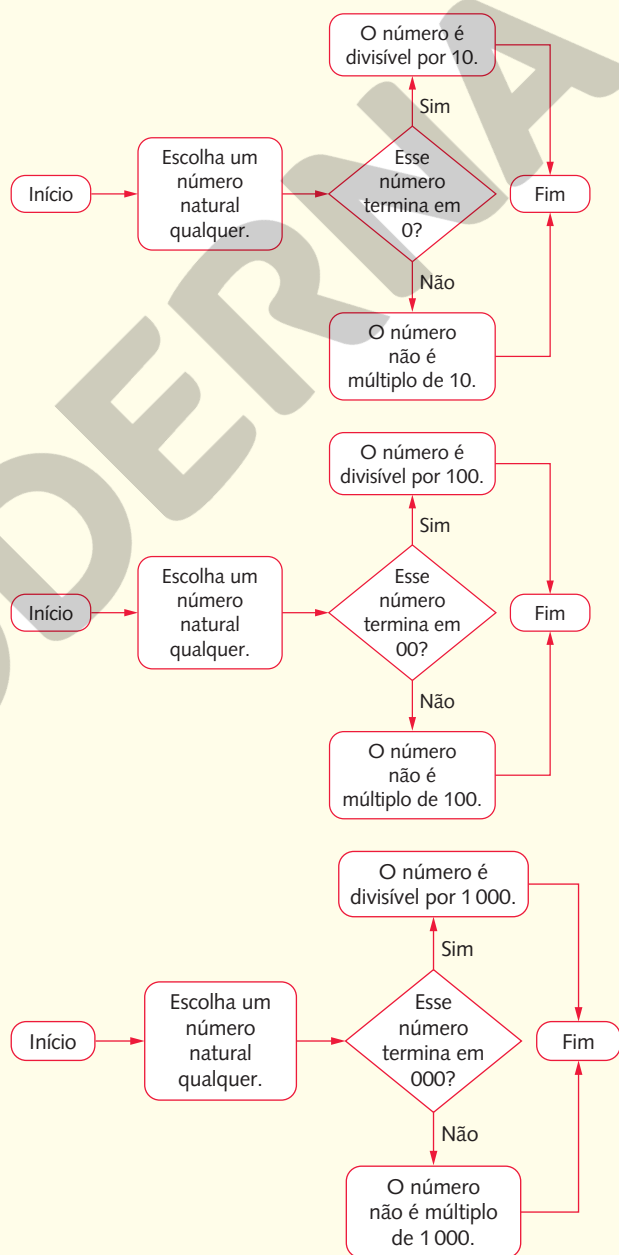 O número é
divisível por 10.
Sim
Início
Escolha um
número
natural
qualquer.
Esse
número
termina em
0?
Fim
Não
O número
não é
múltiplo de 10.
O número é
divisível por 100.
Sim
Início
Escolha um
número
natural
qualquer.
Esse
número
termina em
00?
Fim
Não
O número
não é
múltiplo de 100.
O número é
divisível por 1 000.
Sim
Início
Escolha um
número
natural
qualquer.
Esse
número
termina em
000?
Fim
Não
O número
não é múltiplo
de 1 000.
ODERNA